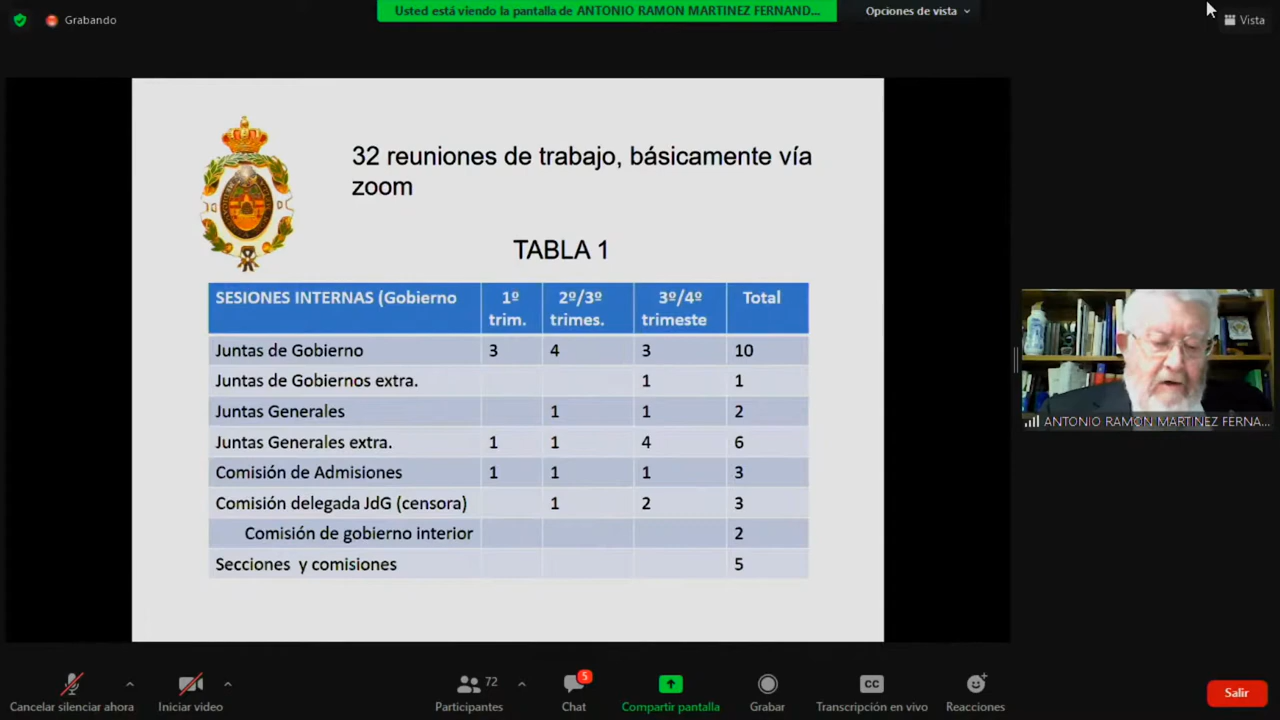 Grabando
Usted está viendo la pantalla de ANTONIO RAMON MARTINEZ FERNAND...
Opciones de vista
Vista
32 reuniones de trabajo, básicamente vía
zoom
TABLA 1
SESIONES INTERNAS (Gobierno 1º trim. 2º/3º trimes. 3º/4º trimeste Total
Juntas de Gobierno 3 4 3 10
Juntas de Gobiernos extra. 1 1
Juntas Generales 1 1 2
Juntas Generales extra. 1 1 4 6
Comisión de Admisiones 1 1 1 3
Comisión delegada JdG (censora) 1 2 3
Comisión de gobierno interior 2
Secciones y comisiones 5
ANTONIO RAMON MARTINEZ FERNA...
Cancelar silenciar ahora
Iniciar video
72
Participantes
5
Chat
Compartir pantalla
Grabar
CC
Transcripción en vivo
Reacciones
Salir